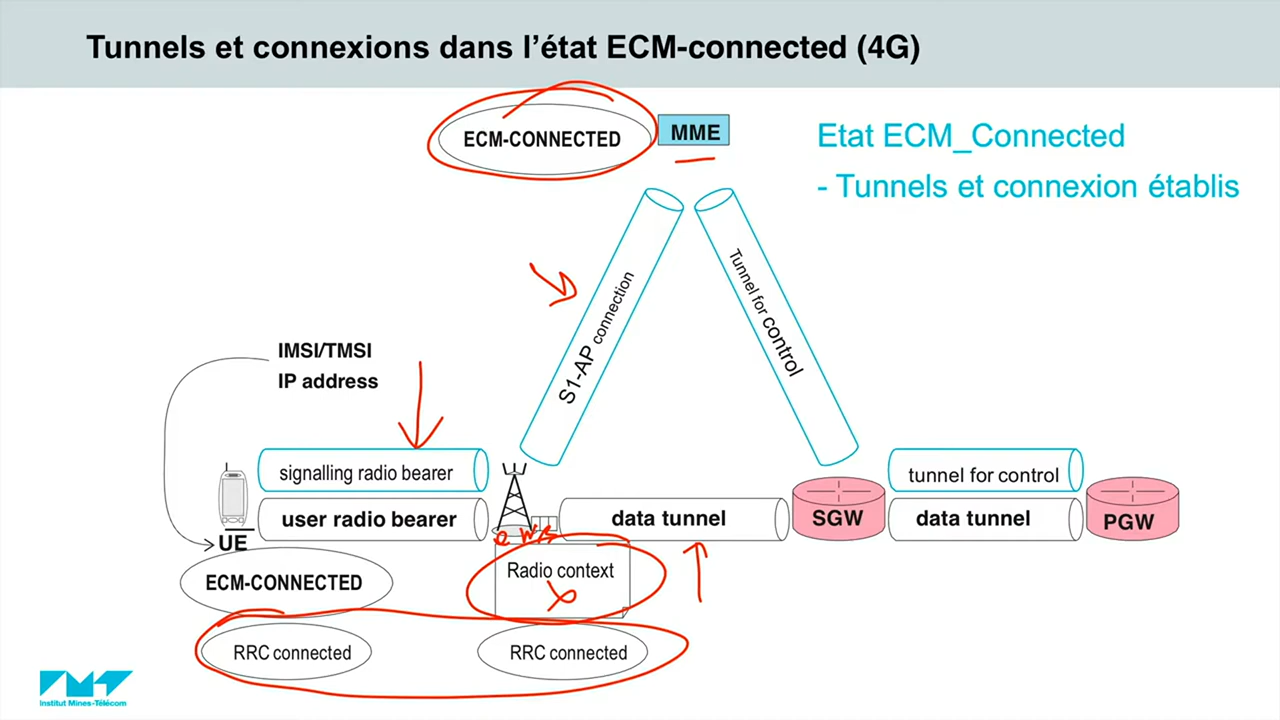 Tunnels et connexions dans l'état ECM-connected (4G)
ECM-CONNECTED
MME
Etat ECM_Connected
- Tunnels et connexion établis
S1-AP connection
Tunnel for control
IMSI/TMSI
IP address
signalling radio bearer
user radio bearer
data tunnel
SGW
tunnel for control
data tunnel
PGW
UE
eNB
Radio context
ECM-CONNECTED
RRC connected
RRC connected
Institut Mines-Télécom